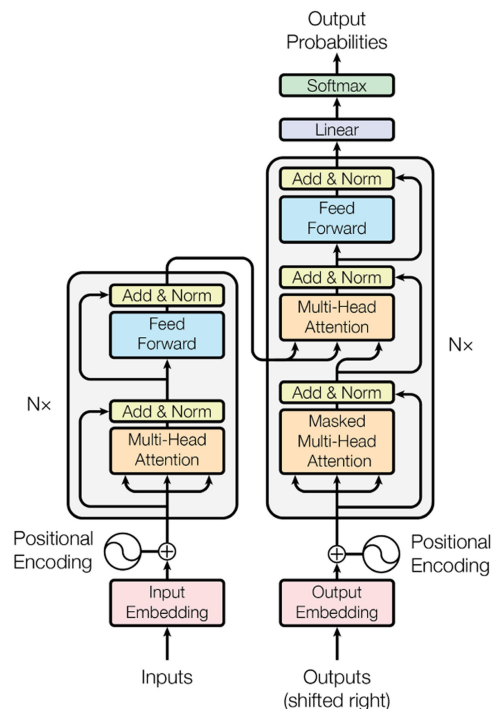 Output
Probabilities
Softmax
Linear
Add & Norm
Feed
Forward
Add & Norm
Multi-Head
Attention
Add & Norm
Masked
Multi-Head
Attention
N×
Add & Norm
Feed
Forward
Add & Norm
Multi-Head
Attention
N×
Positional
Encoding
Input
Embedding
Inputs
Positional
Encoding
Output
Embedding
Outputs
(shifted right)